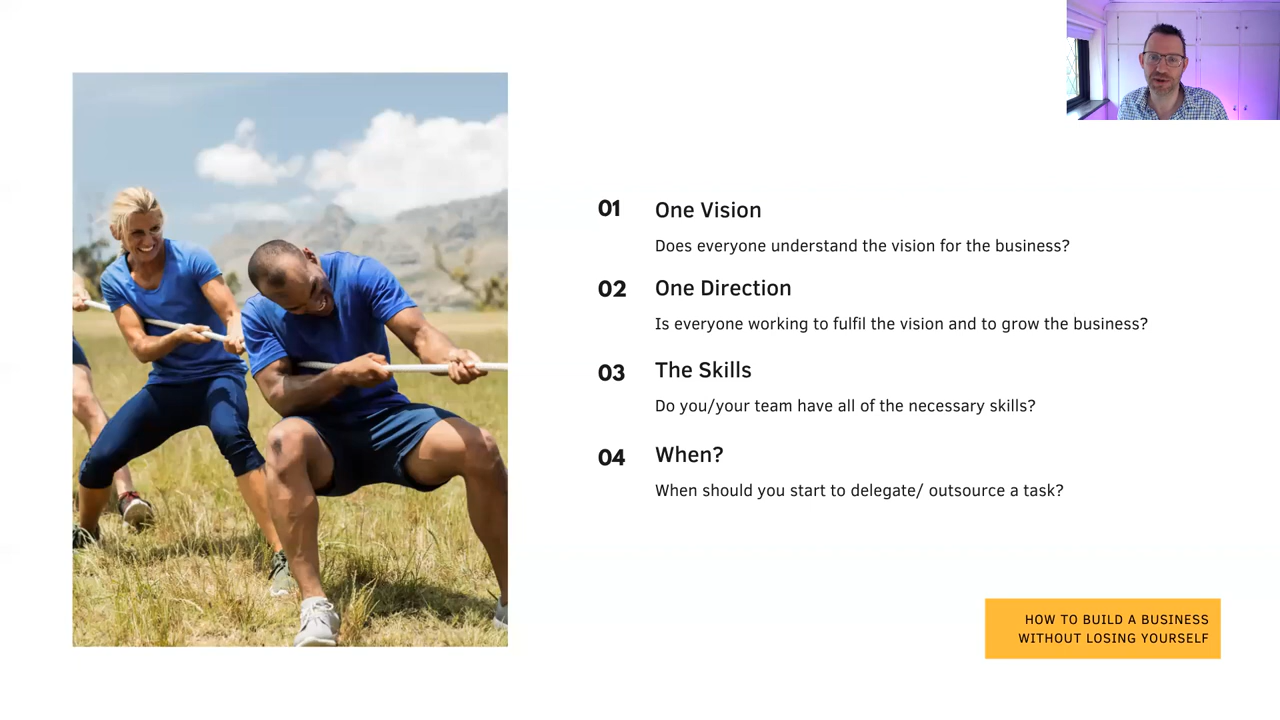 01 One Vision
Does everyone understand the vision for the business?
02 One Direction
Is everyone working to fulfil the vision and to grow the business?
03 The Skills
Do you/your team have all of the necessary skills?
04 When?
When should you start to delegate/ outsource a task?
HOW TO BUILD A BUSINESS
WITHOUT LOSING YOURSELF